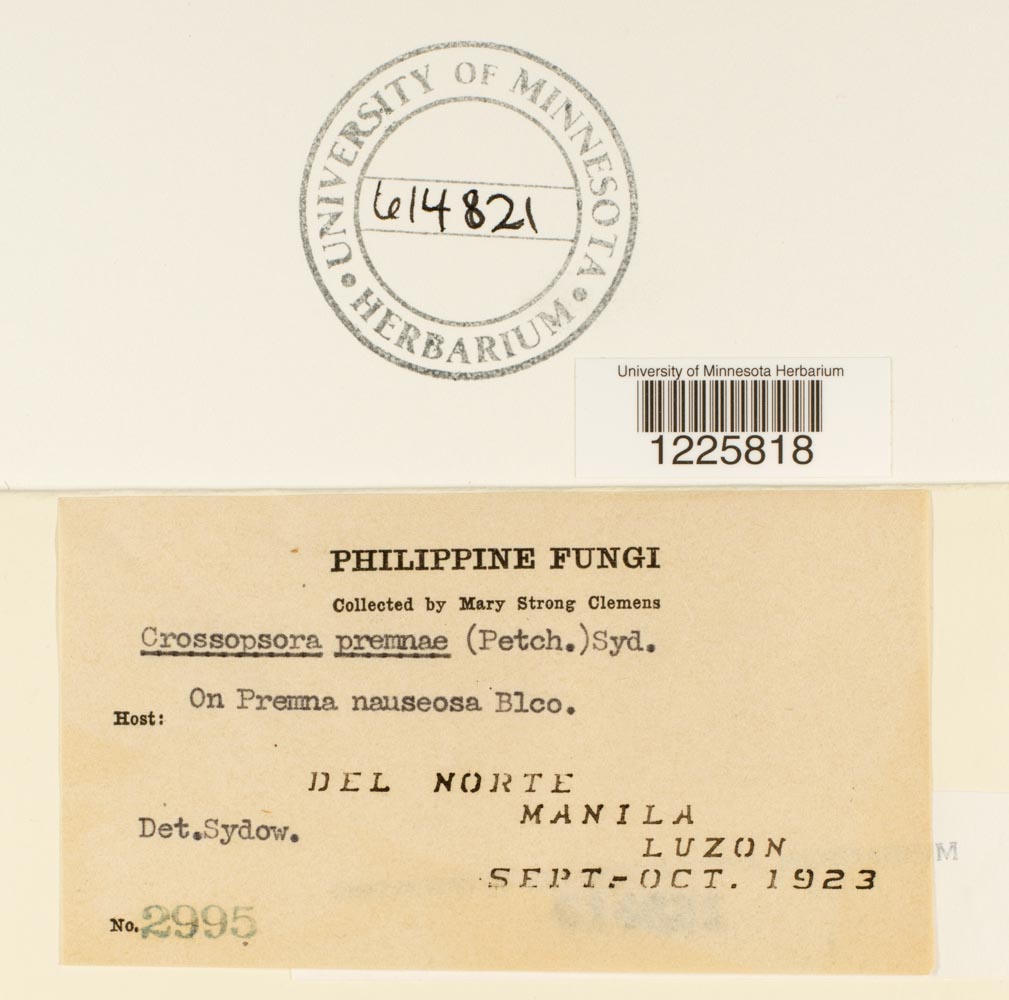 UNIVERSITY OF MINNESOTA
614821
• HERBARIUM •
University of Minnesota Herbarium
1225818
PHILIPPINE FUNGI
Collected by Mary Strong Clemens
Crossopsora premnae (Petch.)Syd.
On Premna nauseosa Blco.
Host:
DEL NORTE
MANILA
Det.Sydow.
LUZON
SEPT.-OCT. 1923
No. 2995